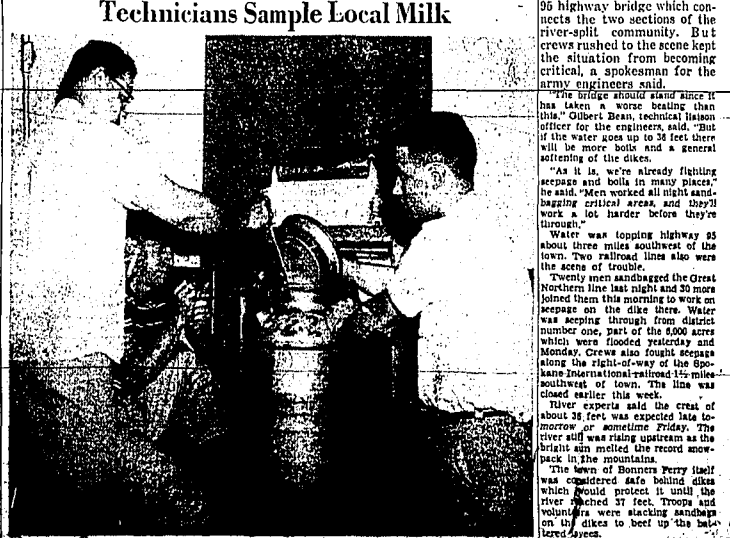 Technicians Sample Local Milk
95 highway bridge which con-
nects the two sections of the
river-split community. But
crews rushed to the scene kept
the situation from becoming
critical, a spokesman for the
army engineers said.
"The bridge should stand since it
has taken a worse beating than
this," Gilbert Bean, technical liaison
officer for the engineers, said. "But
if the water goes up to 36 feet there
will be more boils and a general
softening of the dikes.
"As it is, we're already fighting
seepage and boils in many places,"
he said. "Men worked all night sand-
bagging critical areas, and they'll
work a lot harder before they're
through."
Water was topping highway 95
about three miles southwest of the
town. Two railroad lines also were
the scene of trouble.
Twenty men sandbagged the Great
Northern line last night and 30 more
joined them this morning to work on
seepage on the dike there. Water
was seeping through from district
number one, part of the 6,000 acres
which were flooded yesterday and
Monday. Crews also fought seepage
along the right-of-way of the Spo-
kane International railroad 1½ miles
southwest of town. The line was
closed earlier this week.
River experts said the crest of
about 36 feet was expected late to-
morrow or sometime Friday. The
river still was rising upstream as the
bright sun melted the record snow-
pack in the mountains.
The town of Bonners Ferry itself
was considered safe behind dikes
which would protect it until the
river reached 37 feet. Troops and
volunteers were stacking sandbags
on the dikes to beef up the bat-
tered levees.